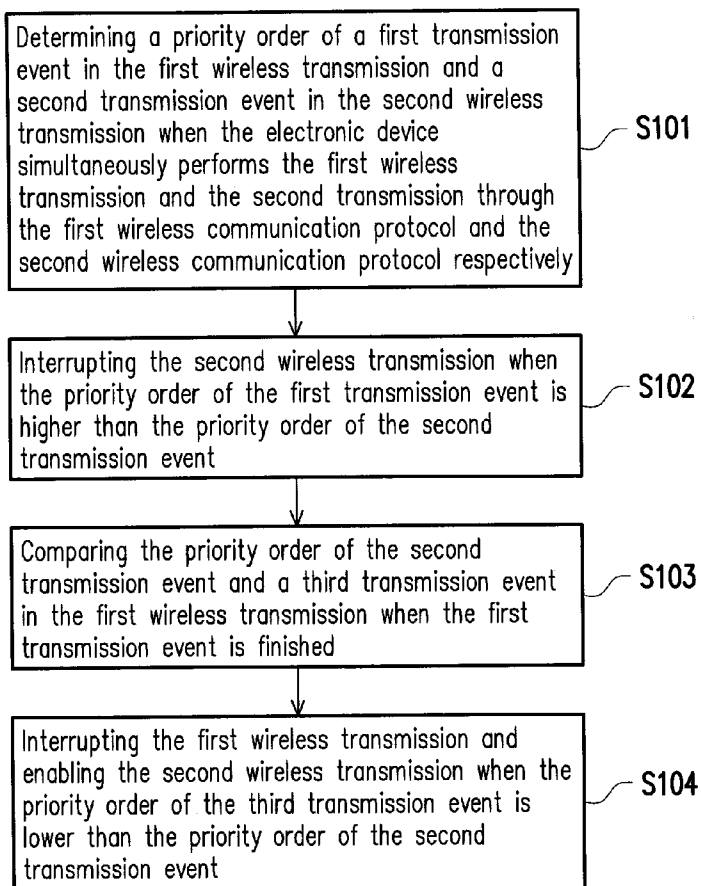 Determining a priority order of a first transmission
event in the first wireless transmission and a
second transmission event in the second wireless
transmission when the electronic device
simultaneously performs the first wireless
transmission and the second transmission through
the first wireless communication protocol and the
second wireless communication protocol respectively
S101
Interrupting the second wireless transmission when
the priority order of the first transmission event is
higher than the priority order of the second
transmission event
S102
Comparing the priority order of the second
transmission event and a third transmission event
in the first wireless transmission when the first
transmission event is finished
S103
Interrupting the first wireless transmission and
enabling the second wireless transmission when the
priority order of the third transmission event is
lower than the priority order of the second
transmission event
S104